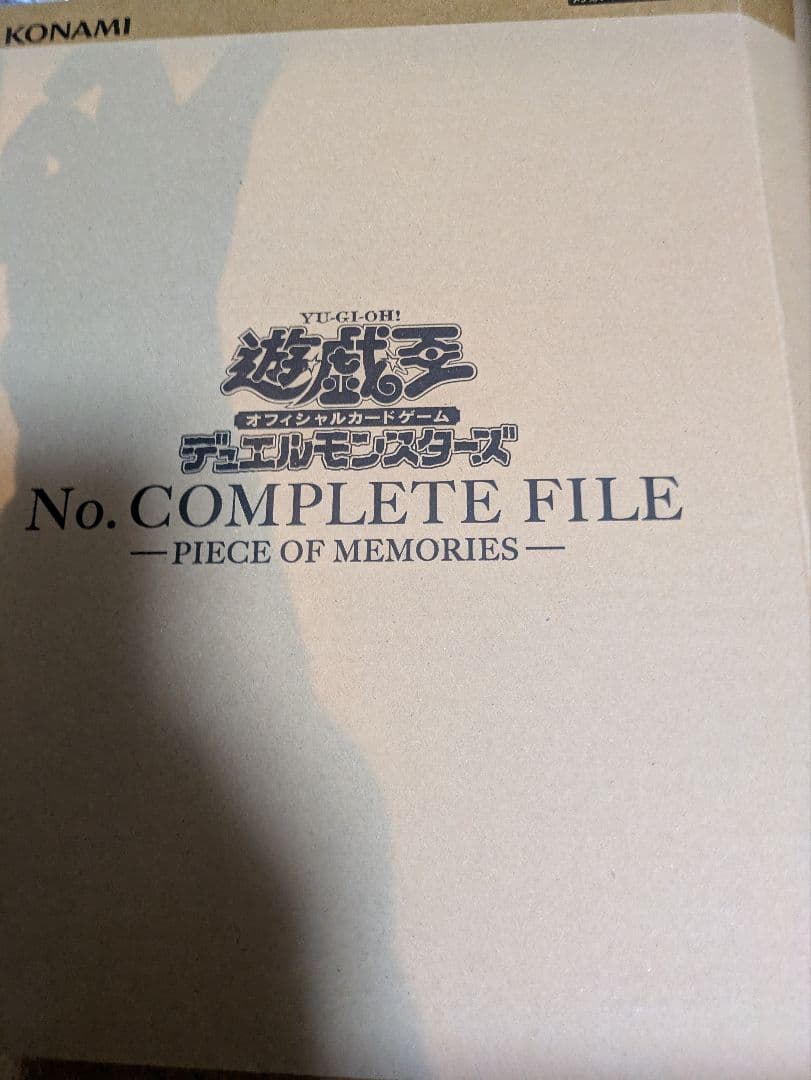 KONAMI
YU-GI-OH!
遊戯王
オフィシャルカードゲーム
デュエルモンスターズ
No. COMPLETE FILE
—PIECE OF MEMORIES—